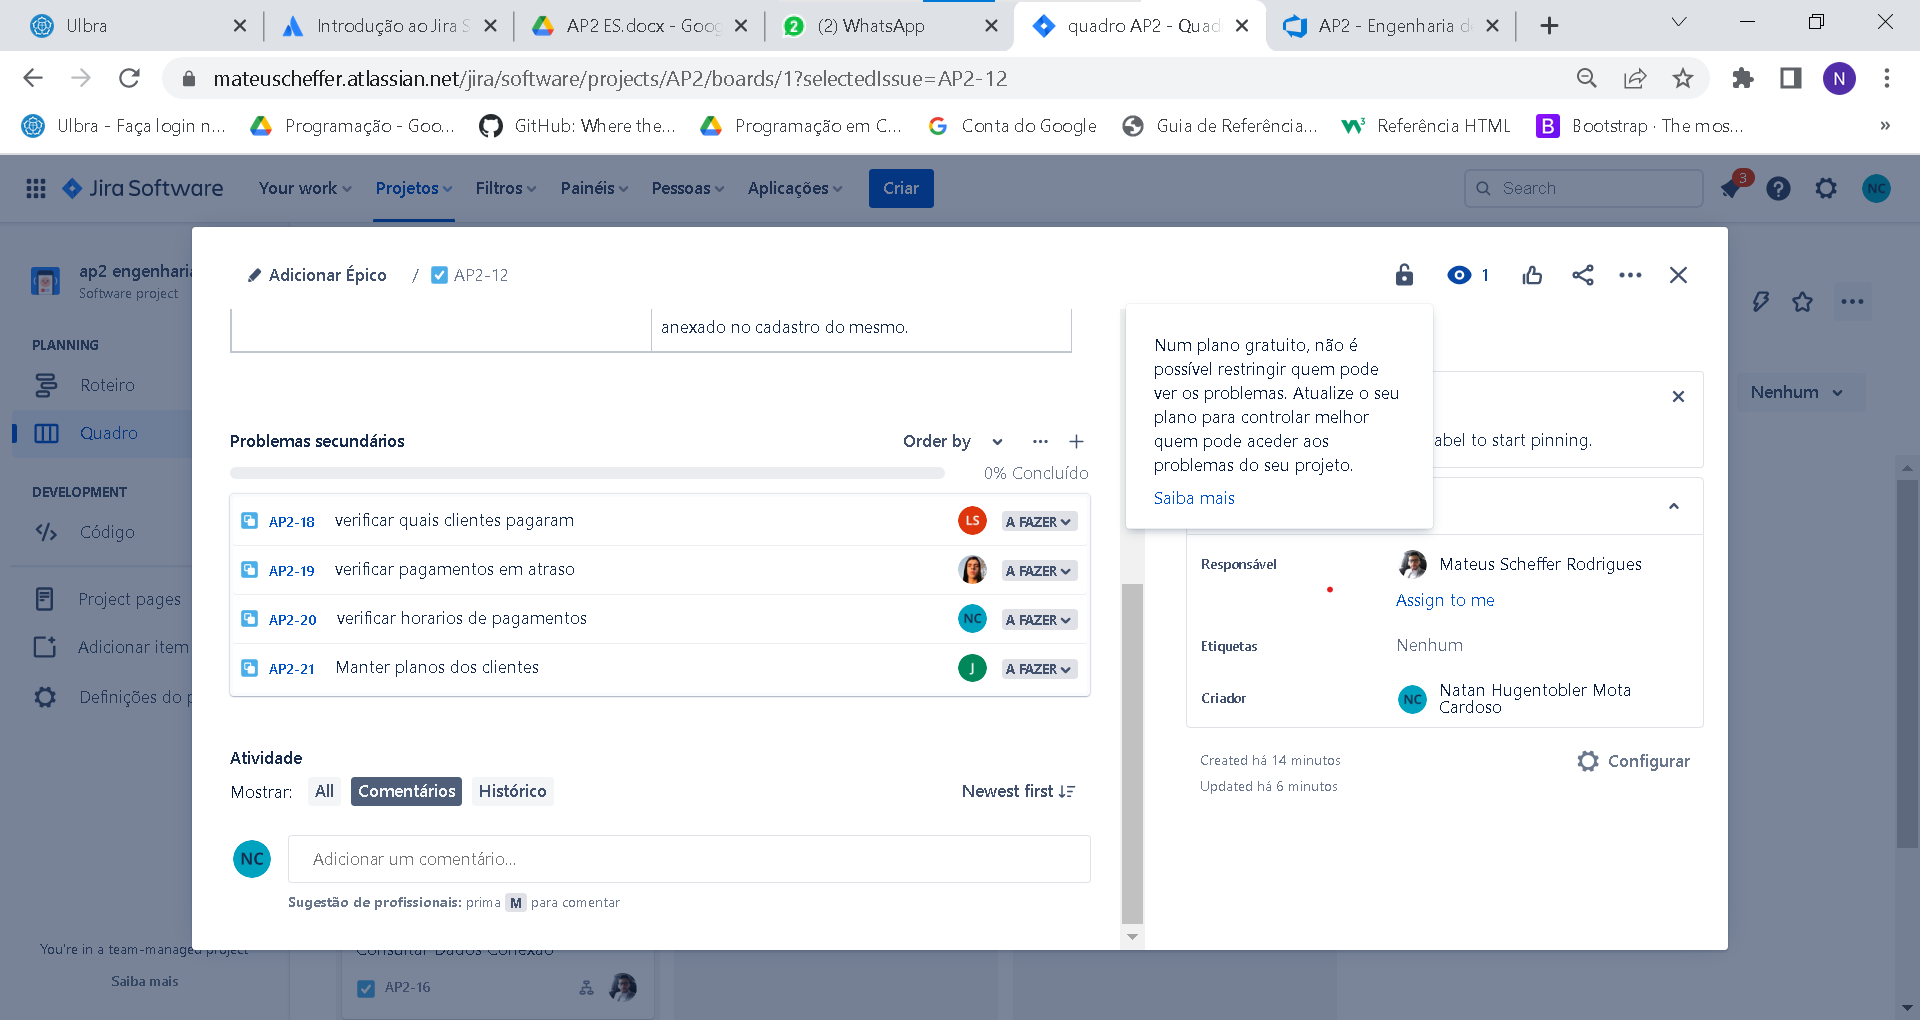 Ulbra
Introdução ao Jira S
AP2 ES.docx - Goog
(2) WhatsApp
quadro AP2 - Quad
AP2 - Engenharia d
mateuscheffer.atlassian.net/jira/software/projects/AP2/boards/1?selectedIssue=AP2-12
N
Ulbra - Faça login n...
Programação - Goo...
GitHub: Where the...
Programação em C...
Conta do Google
Guia de Referência...
Referência HTML
Bootstrap · The mos...
»
Jira Software
Your work
Projetos
Filtros
Painéis
Pessoas
Aplicações
Criar
Search
3
NC
ap2 engenharia
Software project
PLANNING
Roteiro
Quadro
DEVELOPMENT
Código
Project pages
Adicionar item
Definições do p
You're in a team-managed project
Saiba mais
Adicionar Épico
/ AP2-12
1
anexado no cadastro do mesmo.
Problemas secundários
Order by
0% Concluído
AP2-18 verificar quais clientes pagaram LS A FAZER
AP2-19 verificar pagamentos em atraso A FAZER
AP2-20 verificar horarios de pagamentos NC A FAZER
AP2-21 Manter planos dos clientes J A FAZER
Atividade
Mostrar: All Comentários Histórico
Newest first
NC
Adicionar um comentário...
Sugestão de profissionais: prima M para comentar
Num plano gratuito, não é
possível restringir quem pode
ver os problemas. Atualize o seu
plano para controlar melhor
quem pode aceder aos
problemas do seu projeto.
Saiba mais
abel to start pinning.
Responsável
Mateus Scheffer Rodrigues
Assign to me
Etiquetas
Nenhum
Criador
NC
Natan Hugentobler Mota
Cardoso
Created há 14 minutos
Updated há 6 minutos
Configurar
Nenhum
Consultar Dados Conexão
AP2-16